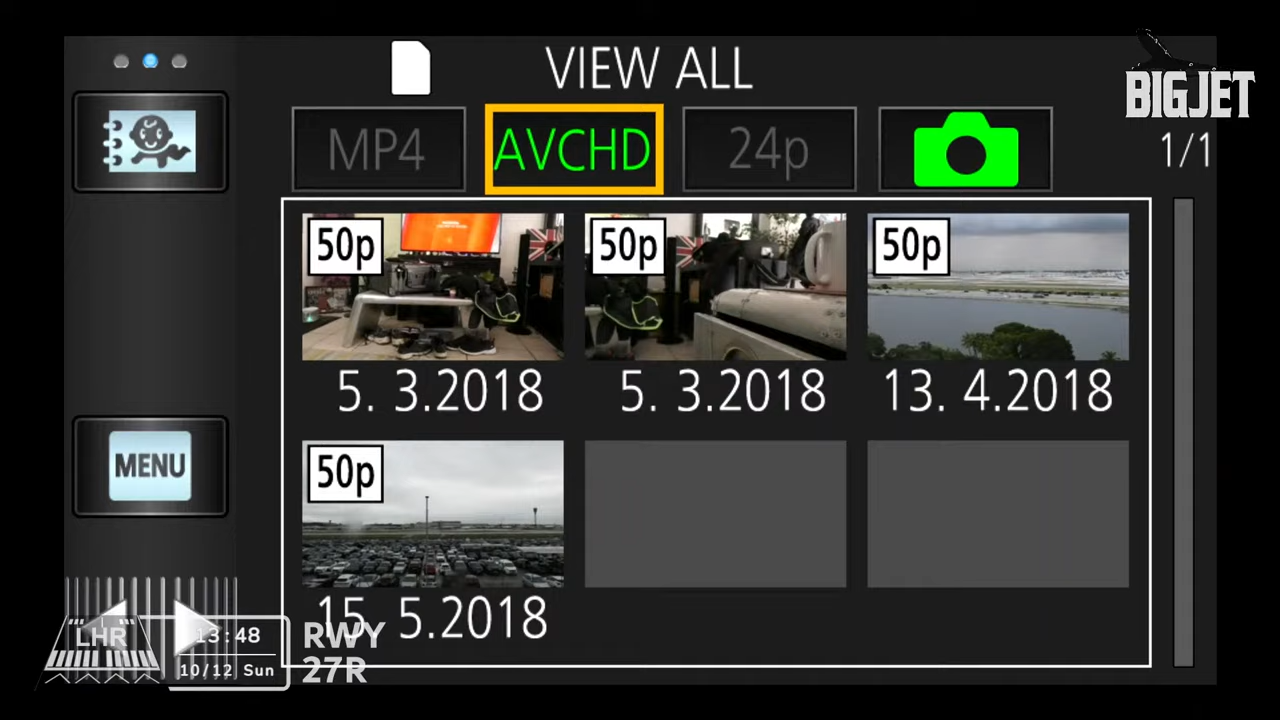 VIEW ALL
BIGJET
MP4
AVCHD
24p
1/1
50p
50p
50p
5. 3.2018
5. 3.2018
13. 4.2018
MENU
50p
15. 5.2018
LHR
13:48
10/12 Sun
RWY
27R